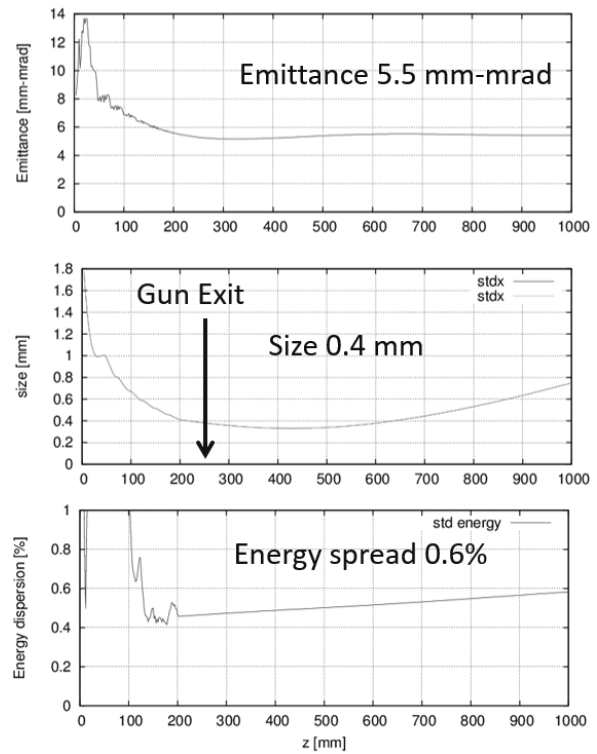 14
12
10
8
6
4
2
0
Emittance [mm-mrad]
Emittance 5.5 mm-mrad
0 100 200 300 400 500 600 700 800 900 1000
1.8
1.6
1.4
1.2
1
0.8
0.6
0.4
0.2
0
size [mm]
stdx
stdx
Gun Exit
Size 0.4 mm
0 100 200 300 400 500 600 700 800 900 1000
1
0.8
0.6
0.4
0.2
0
Energy dispersion [%]
std energy
Energy spread 0.6%
0 100 200 300 400 500 600 700 800 900 1000
z [mm]